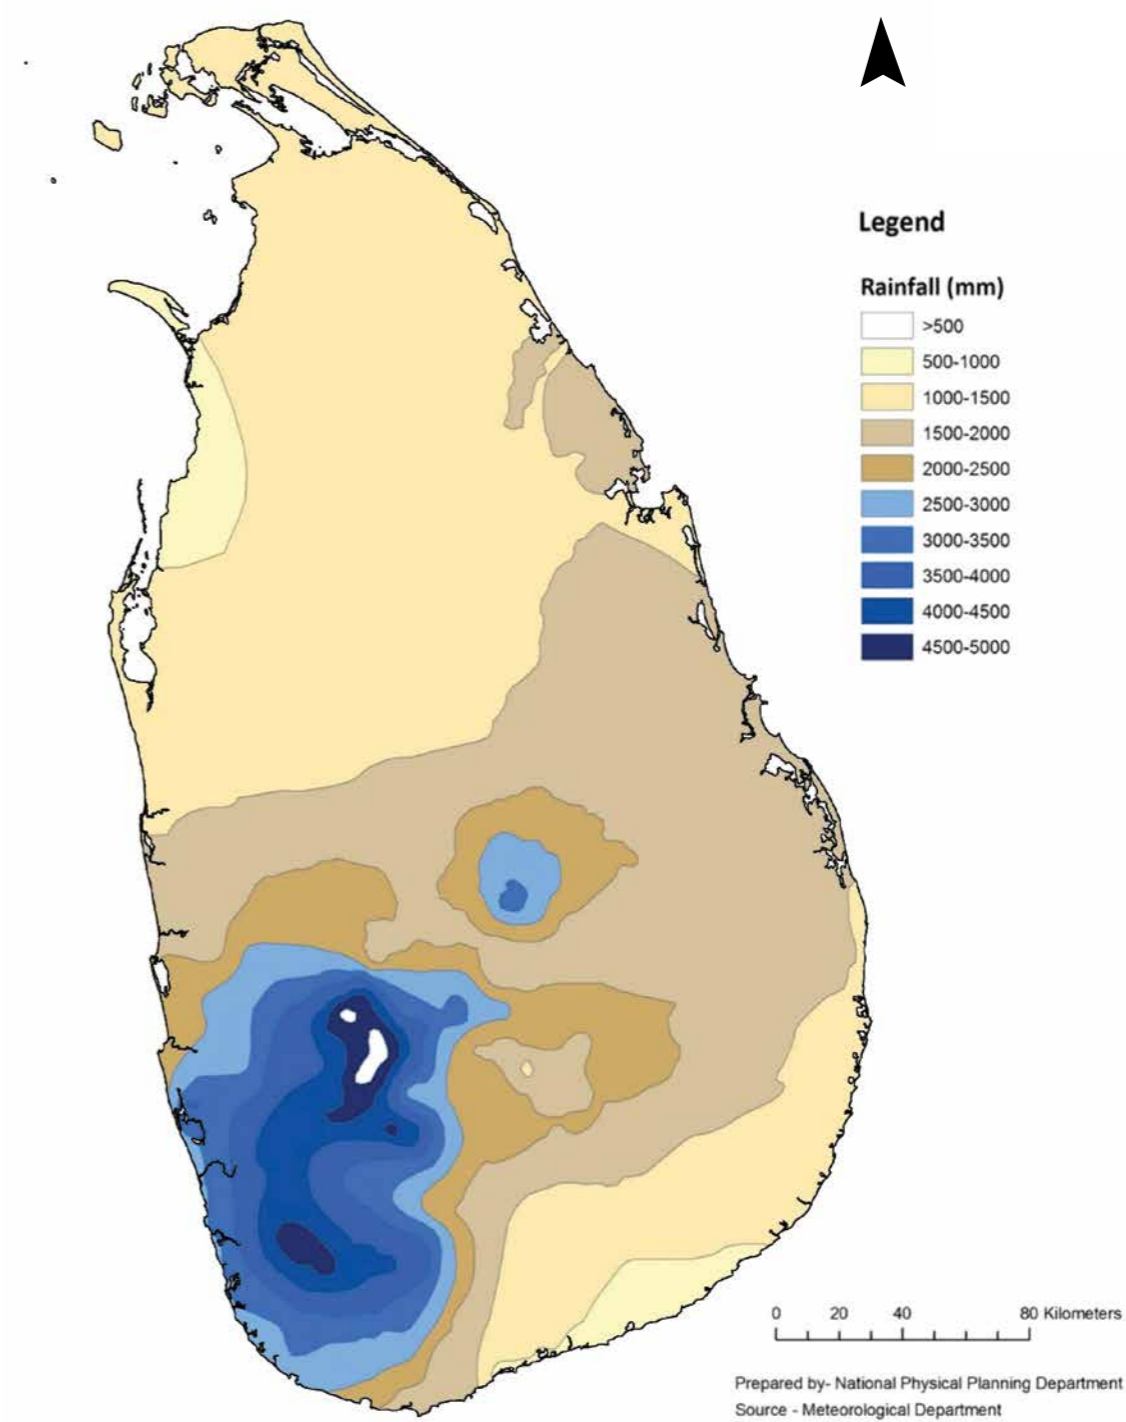 Legend
Rainfall (mm)
>500
500-1000
1000-1500
1500-2000
2000-2500
2500-3000
3000-3500
3500-4000
4000-4500
4500-5000
0 20 40 80 Kilometers
Prepared by- National Physical Planning Department
Source - Meteorological Department